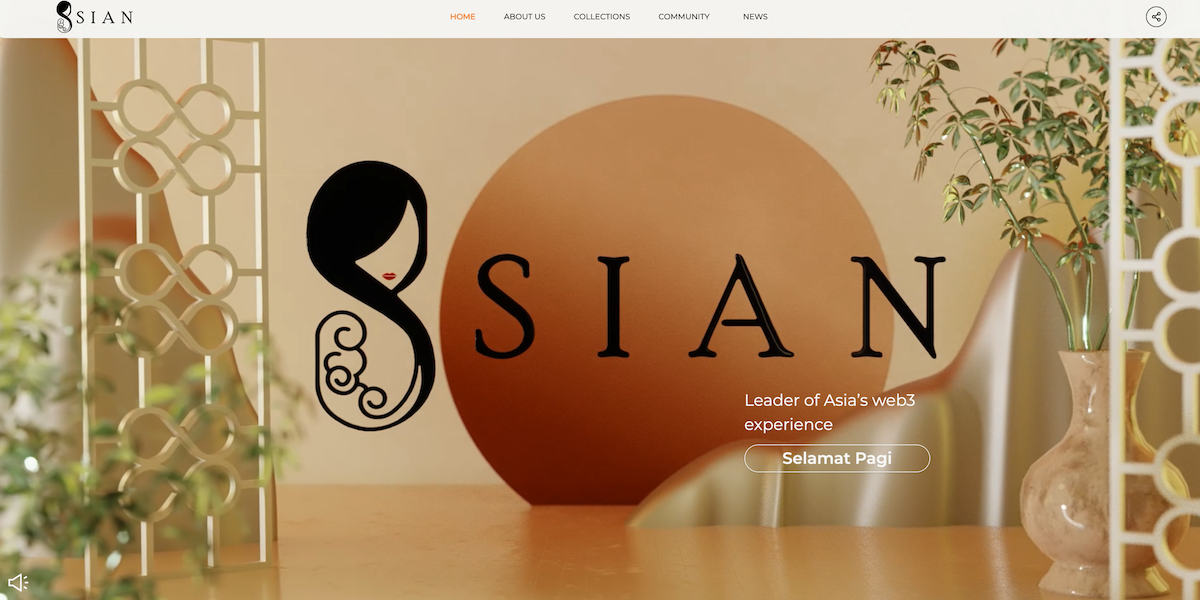 SIAN
HOME
ABOUT US
COLLECTIONS
COMMUNITY
NEWS
SIAN
Leader of Asia’s web3
experience
Selamat Pagi